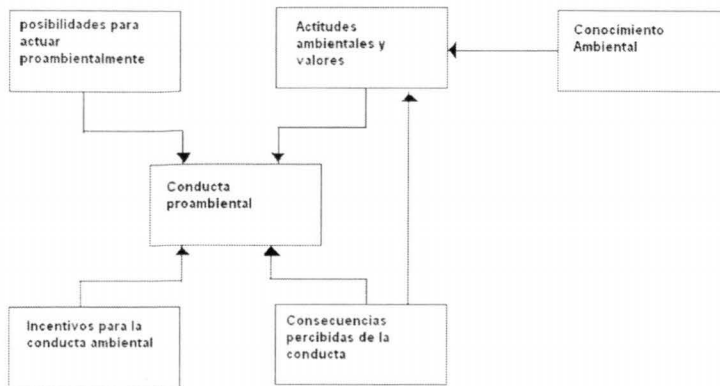 posibilidades para
actuar
proambientalmente
Actitudes
ambientales y
valores
Conocimiento
Ambiental
Conducta
proambiental
Incentivos para la
conducta ambiental
Consecuencias
percibidas de la
conducta